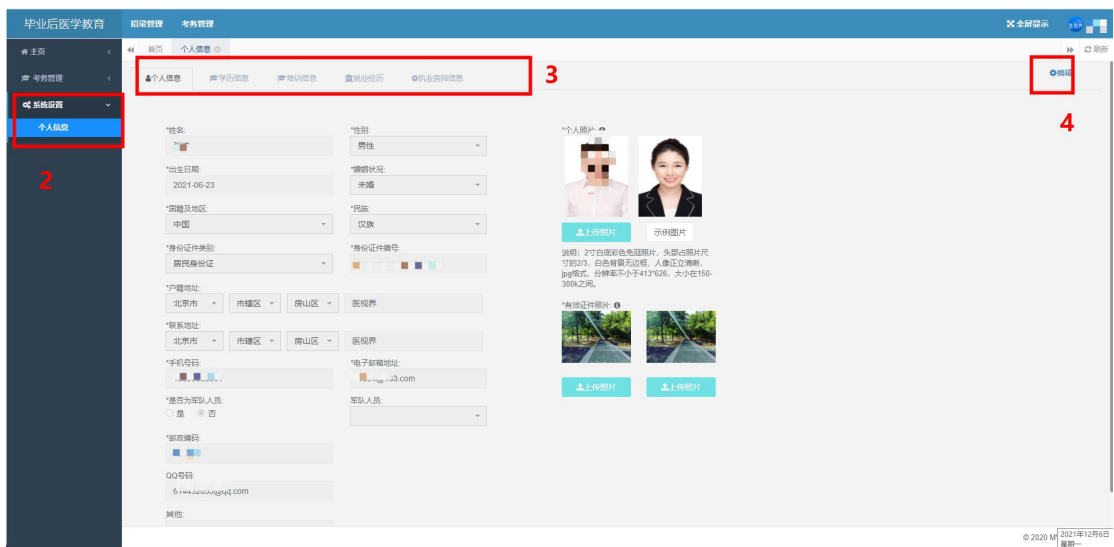 毕业后医学教育 招录管理 考务管理 全屏显示
主页 首页 个人信息 刷新
考务管理 个人信息 学历信息 培训信息 就业经历 执业医师信息 3 编辑
系统设置
个人信息
2
4
*姓名: *性别: *个人照片:
男性
*出生日期: *婚姻状况:
2021-06-23 未婚
*国籍及地区: *民族:
中国 汉族 上传照片 示例图片
*身份证件类别: *身份证件编号:
居民身份证
说明：2寸白底彩色免冠照片、头部占照片尺
寸的2/3、白色背景无边框、人像正立清晰、
jpg格式、分辨率不小于413*626、大小在150-
300k之间。
*户籍地址:
北京市 市辖区 房山区 医视界
*有效证件照片:
*联系地址:
北京市 市辖区 房山区 医视界
*手机号码: *电子邮箱地址:
3.com
上传照片 上传照片
*是否为军队人员: 军队人员:
是 否
*邮政编码:
QQ号码:
@qq.com
其他:
© 2020 M
2021年12月6日
星期一